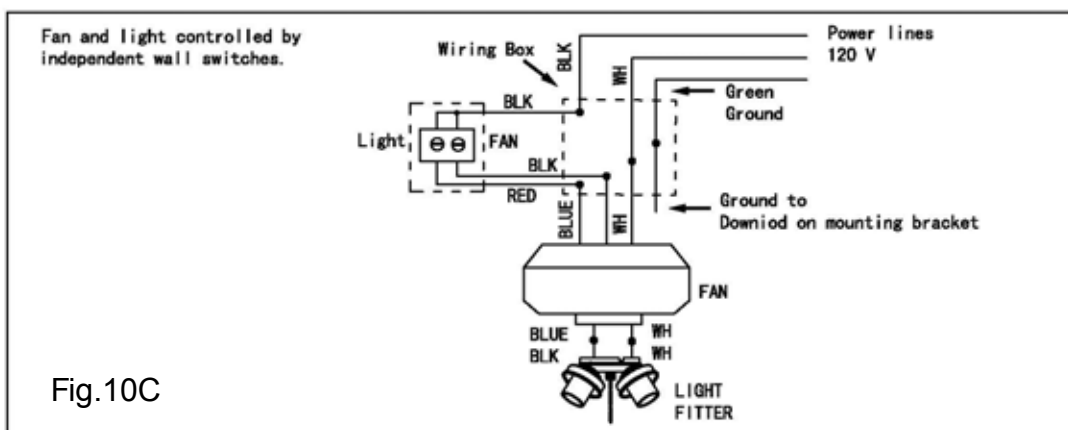 Fan and light controlled by
independent wall switches.
Wiring Box
BLK
WH
Power lines
120 V
Green
Ground
BLK
Light
FAN
BLK
RED
BLUE
WH
Ground to
Downiod on mounting bracket
FAN
BLUE
WH
BLK
WH
LIGHT
FITTER
Fig.10C